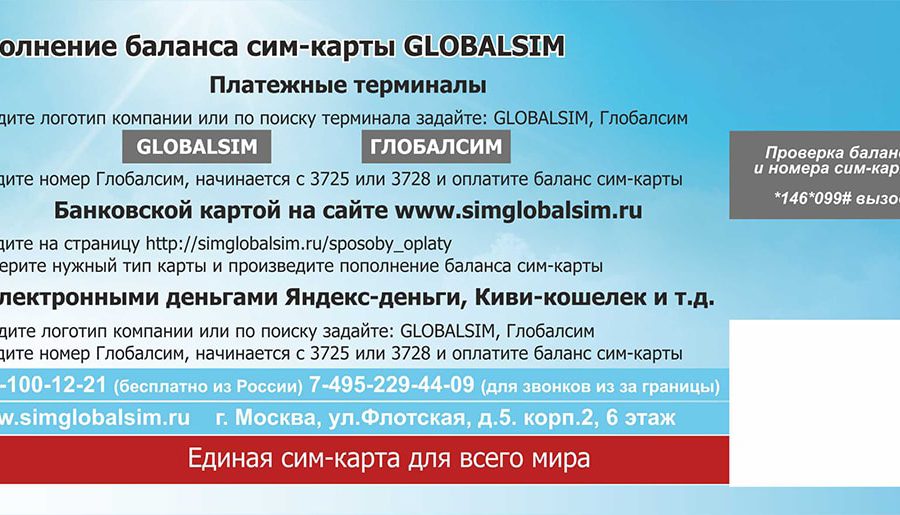 полнение баланса сим-карты GLOBALSIM
Платежные терминалы
дите логотип компании или по поиску терминала задайте: GLOBALSIM, Глобалсим
GLOBALSIM ГЛОБАЛСИМ
дите номер Глобалсим, начинается с 3725 или 3728 и оплатите баланс сим-карты
Банковской картой на сайте www.simglobalsim.ru
дите на страницу http://simglobalsim.ru/sposoby_oplaty
ерите нужный тип карты и произведите пополнение баланса сим-карты
лектронными деньгами Яндекс-деньги, Киви-кошелек и т.д.
дите логотип компании или по поиску задайте: GLOBALSIM, Глобалсим
дите номер Глобалсим, начинается с 3725 или 3728 и оплатите баланс сим-карты
-100-12-21 (бесплатно из России) 7-495-229-44-09 (для звонков из за границы)
w.simglobalsim.ru г. Москва, ул.Флотская, д.5. корп.2, 6 этаж
Единая сим-карта для всего мира
Проверка балан
и номера сим-кар
*146*099# вызо